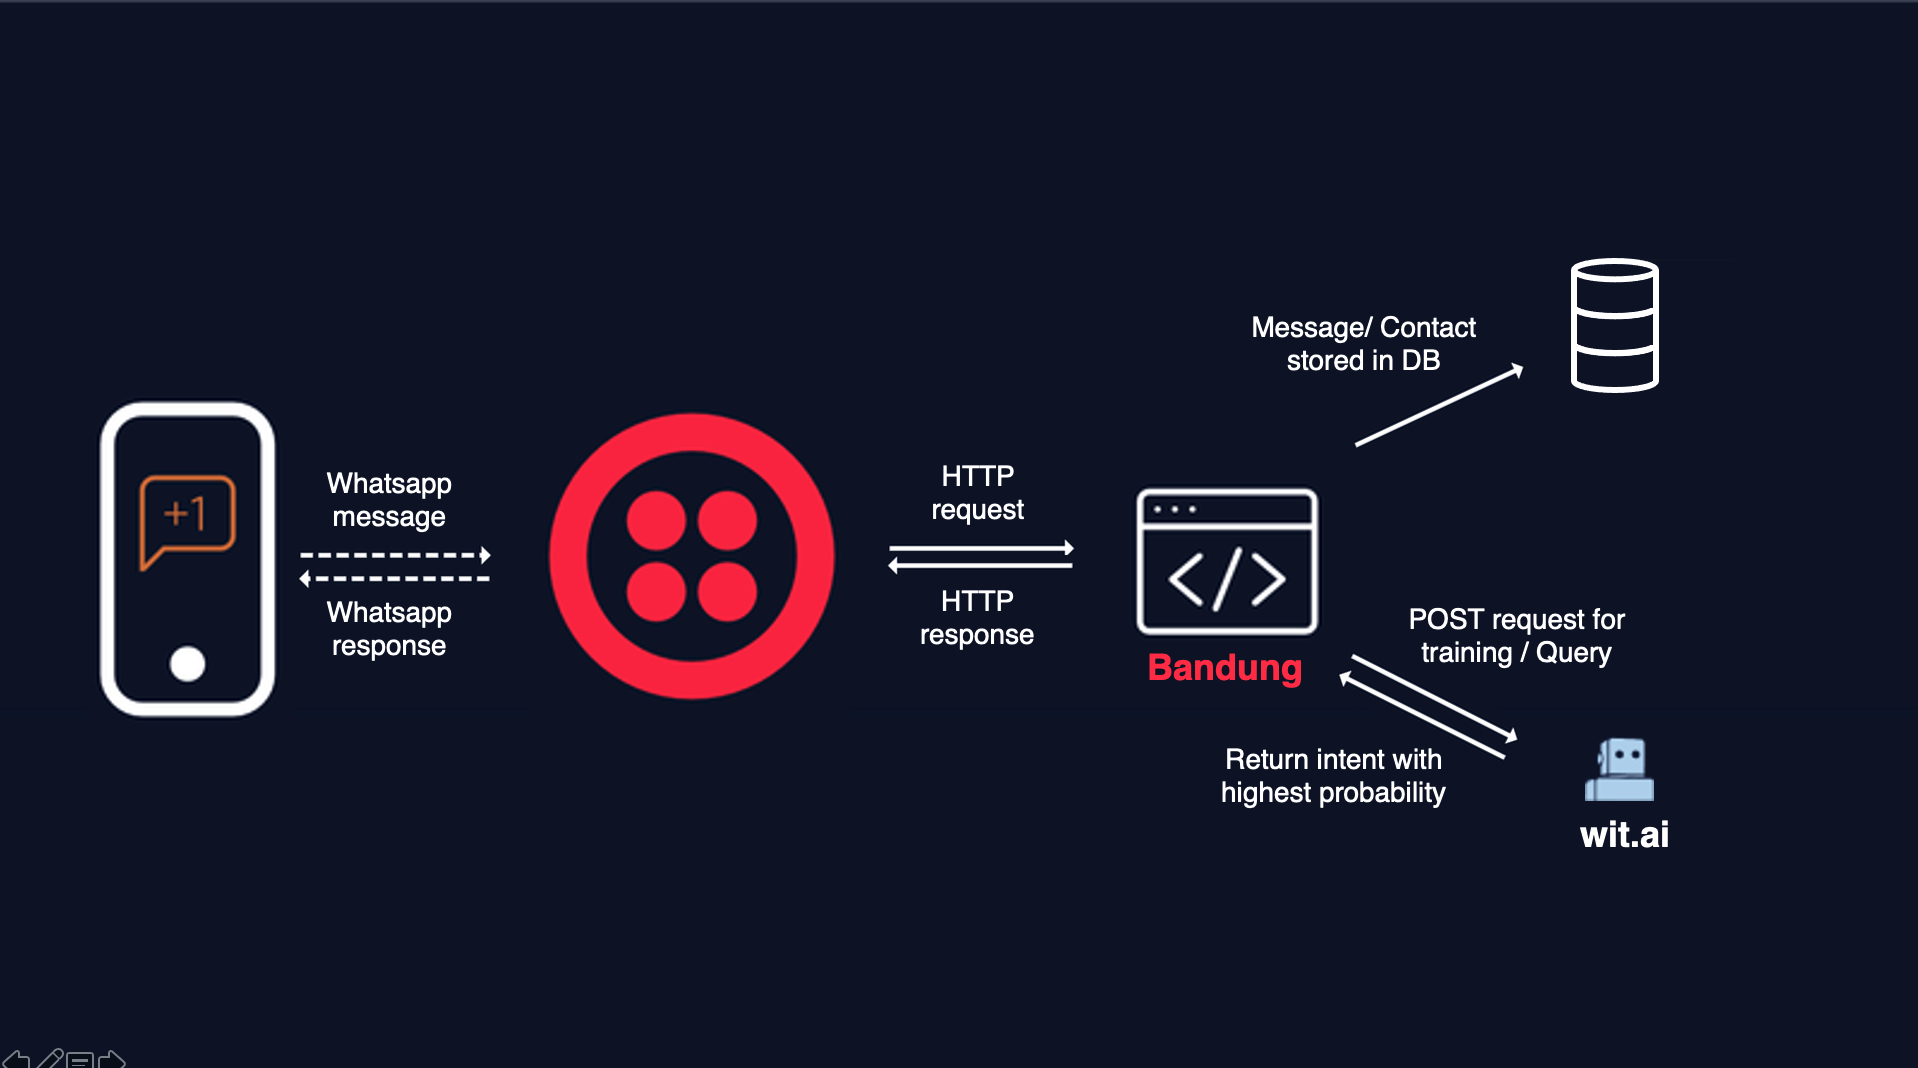 +1
Whatsapp
message
Whatsapp
response
HTTP
request
HTTP
response
Bandung
Message/ Contact
stored in DB
POST request for
training / Query
Return intent with
highest probability
wit.ai